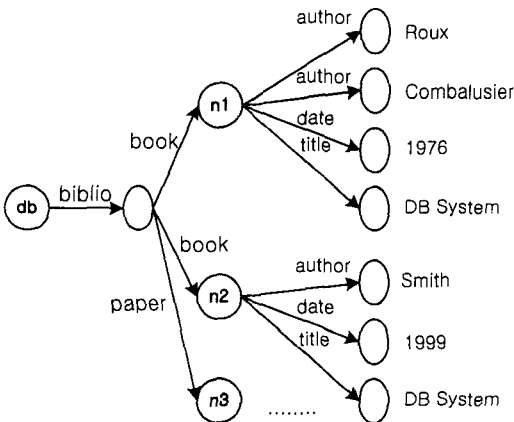 author
Roux
author
Combalusier
n1
date
1976
title
book
DB System
db
biblio
book
author
Smith
paper
n2
date
1999
title
n3
........
DB System